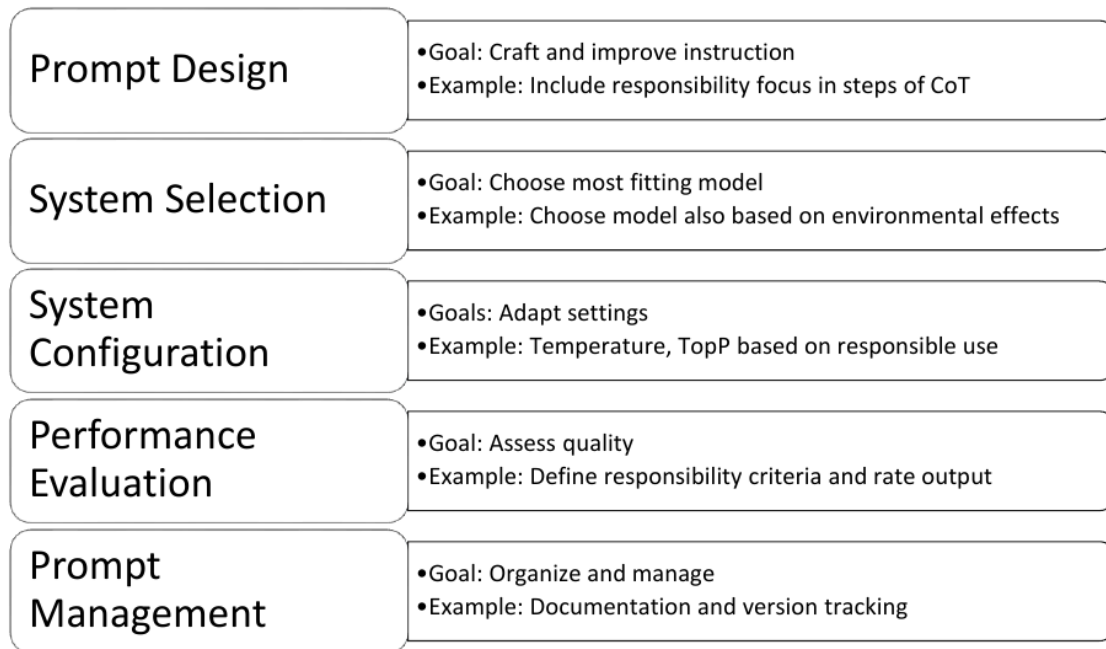 Prompt Design
•Goal: Craft and improve instruction
•Example: Include responsibility focus in steps of CoT
System Selection
•Goal: Choose most fitting model
•Example: Choose model also based on environmental effects
System
Configuration
•Goals: Adapt settings
•Example: Temperature, TopP based on responsible use
Performance
Evaluation
•Goal: Assess quality
•Example: Define responsibility criteria and rate output
Prompt
Management
•Goal: Organize and manage
•Example: Documentation and version tracking